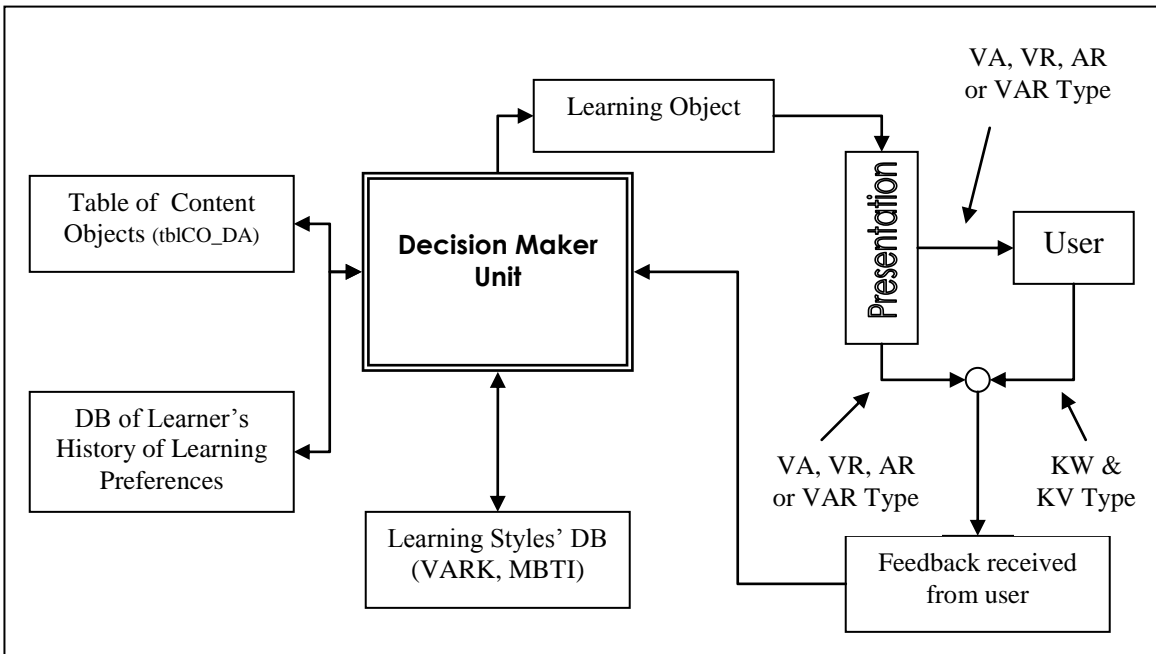 VA, VR, AR
or VAR Type
Learning Object
Presentation
Table of Content
Objects (tblCO_DA)
Decision Maker
Unit
User
DB of Learner's
History of Learning
Preferences
VA, VR, AR
or VAR Type
KW &
KV Type
Learning Styles' DB
(VARK, MBTI)
Feedback received
from user